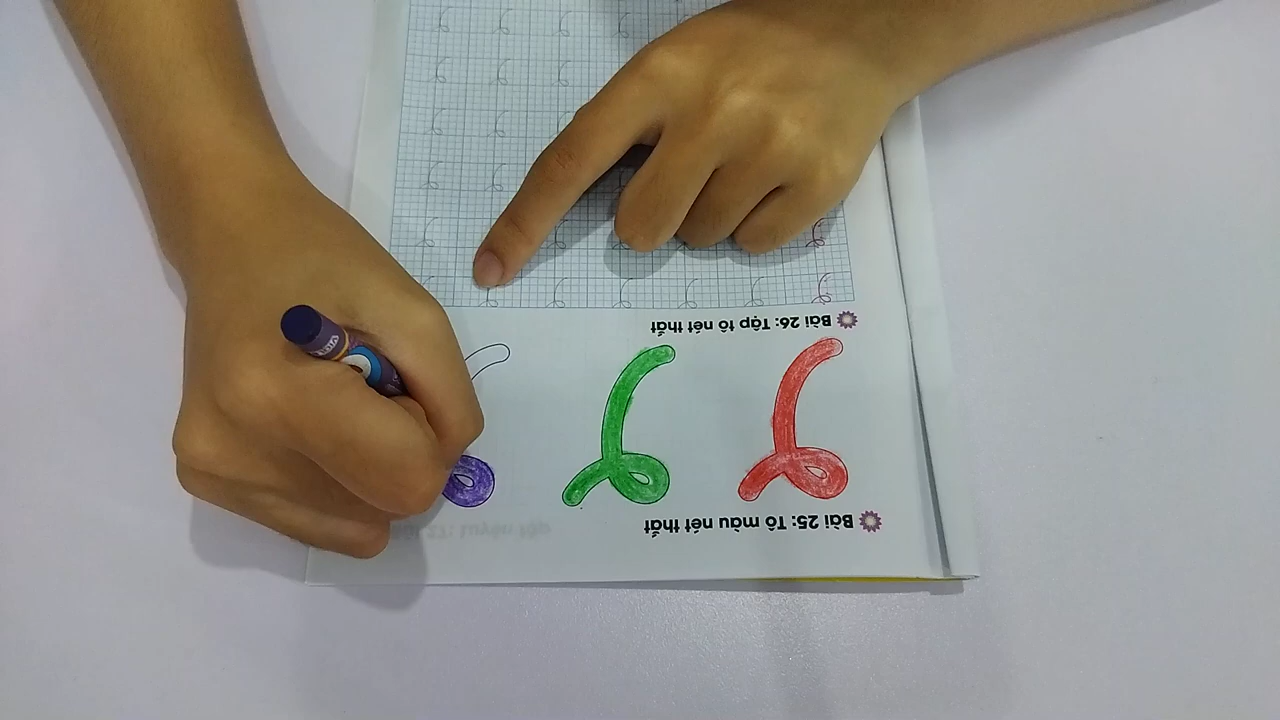 Bài 25: Tô màu nét thắt
Bài 26: Tập tô nét thắt